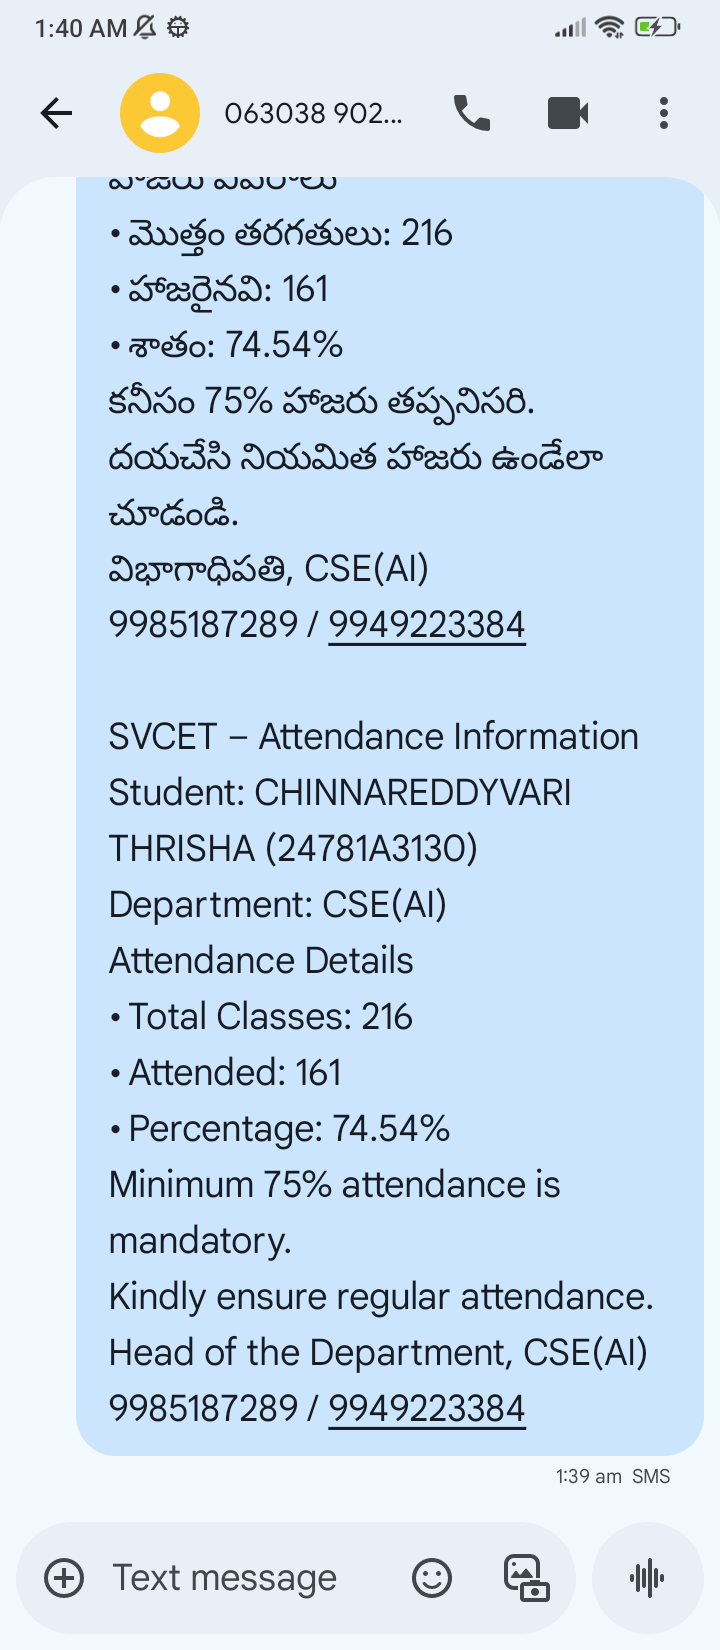 1:40 AM
063038 902...
హాజరు వివరాలు
• మొత్తం తరగతులు: 216
• హాజరైనవి: 161
• శాతం: 74.54%
కనీసం 75% హాజరు తప్పనిసరి.
దయచేసి నియమిత హాజరు ఉండేలా
చూడండి.
విభాగాధిపతి, CSE(AI)
9985187289 / 9949223384
SVCET – Attendance Information
Student: CHINNAREDDYVARI
THRISHA (24781A3130)
Department: CSE(AI)
Attendance Details
• Total Classes: 216
• Attended: 161
• Percentage: 74.54%
Minimum 75% attendance is
mandatory.
Kindly ensure regular attendance.
Head of the Department, CSE(AI)
9985187289 / 9949223384
1:39 am SMS
Text message